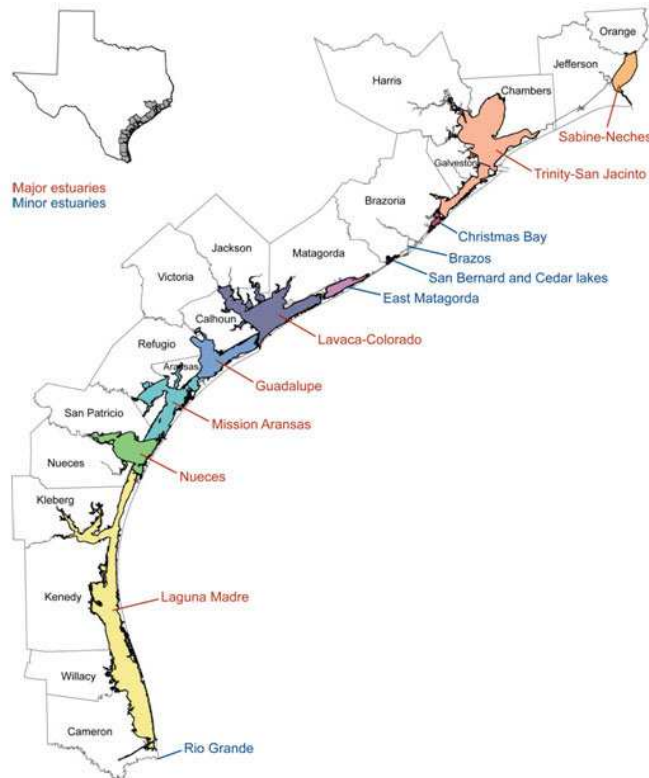 Orange
Jefferson
Harris
Chambers
Sabine-Neches
Galveston
Trinity-San Jacinto
Major estuaries
Minor estuaries
Brazoria
Christmas Bay
Jackson
Matagorda
Brazos
San Bernard and Cedar lakes
Victoria
East Matagorda
Calhoun
Lavaca-Colorado
Refugio
Aransas
Guadalupe
San Patricio
Mission Aransas
Nueces
Nueces
Kleberg
Kenedy
Laguna Madre
Willacy
Cameron
Rio Grande